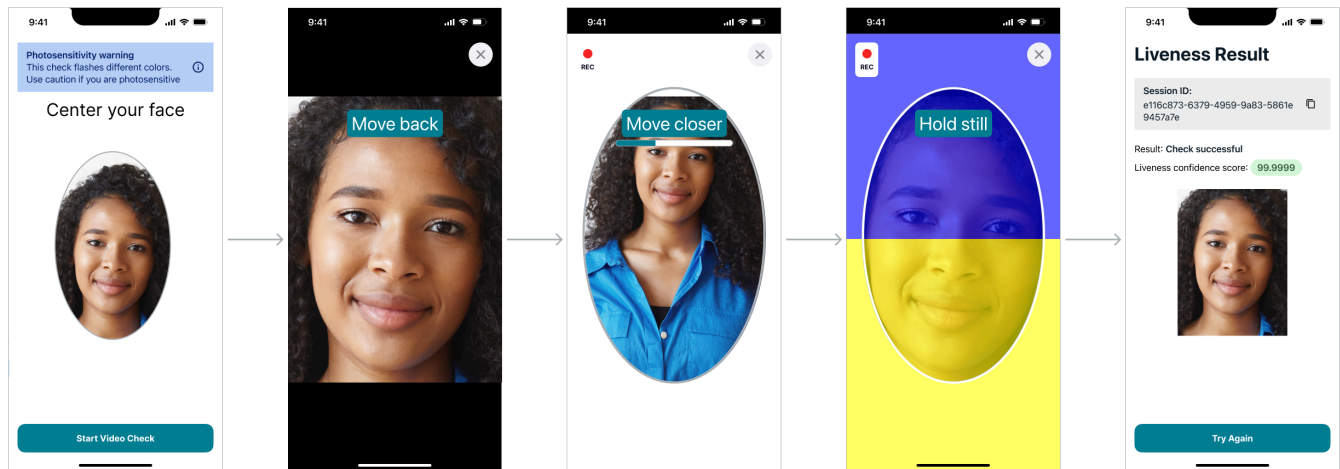 9:41
Photosensitivity warning
This check flashes different colors.
Use caution if you are photosensitive
Center your face
Start Video Check
9:41
Move back
9:41
REC
Move closer
9:41
REC
Hold still
9:41
Liveness Result
Session ID:
e116c873-6379-4959-9a83-5861e
9457a7e
Result: Check successful
Liveness confidence score: 99.9999
Try Again